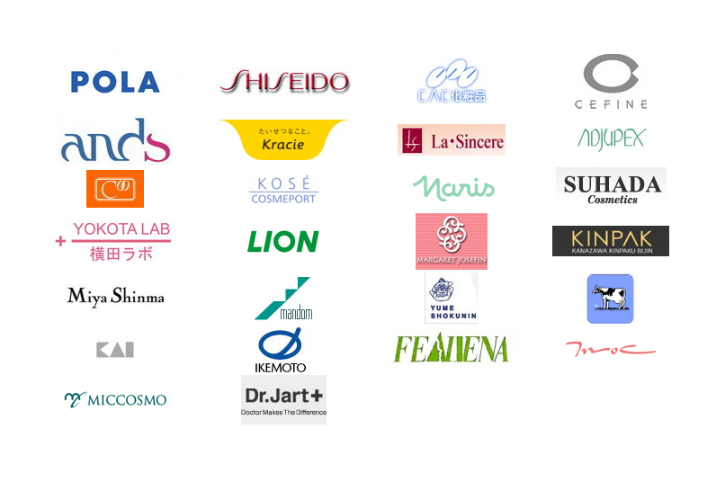 POLA
SHISEIDO
CAC化粧品
CEFINE
ands
たいせつなこと。
Kracie
La•Sincere
ADJUPEX
KOSÉ
COSMEPORT
naris
SUHADA
Cosmetics
+ YOKOTA LAB
横田ラボ
LION
MARGARET JOSEFIN
KINPAK
KANAZAWA KINPAKU BIJIN
Miya Shinma
mandom
YUME
SHOKUNIN
KAI
IKEMOTO
FEMMENA
moc
MICCOSMO
Dr.Jart+
Doctor Makes The Difference